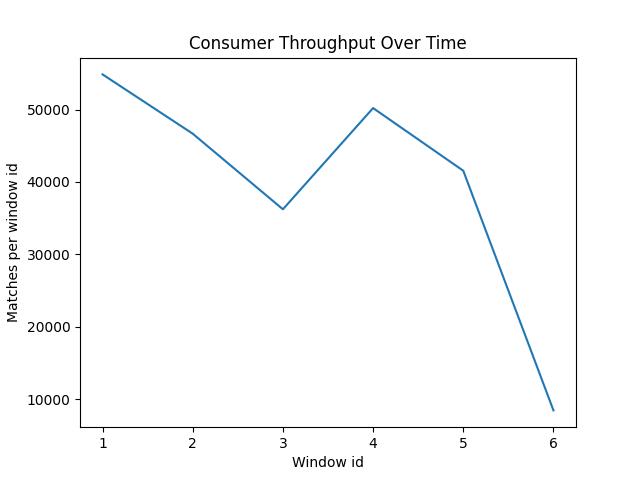 Consumer Throughput Over Time
Matches per window id
50000
40000
30000
20000
10000
1 2 3 4 5 6
Window id